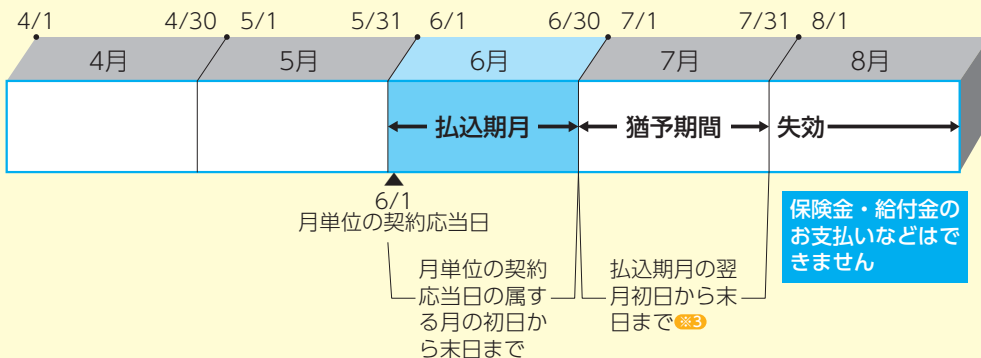 4/1 4/30 5/1 5/31 6/1 6/30 7/1 7/31 8/1
4月 5月 6月 7月 8月
払込期月 猶予期間 失効
6/1
月単位の契約応当日
保険金・給付金の
お支払いなどはで
きません
月単位の契約
応当日の属す
る月の初日か
ら末日まで
払込期月の翌
月初日から末
日まで※3